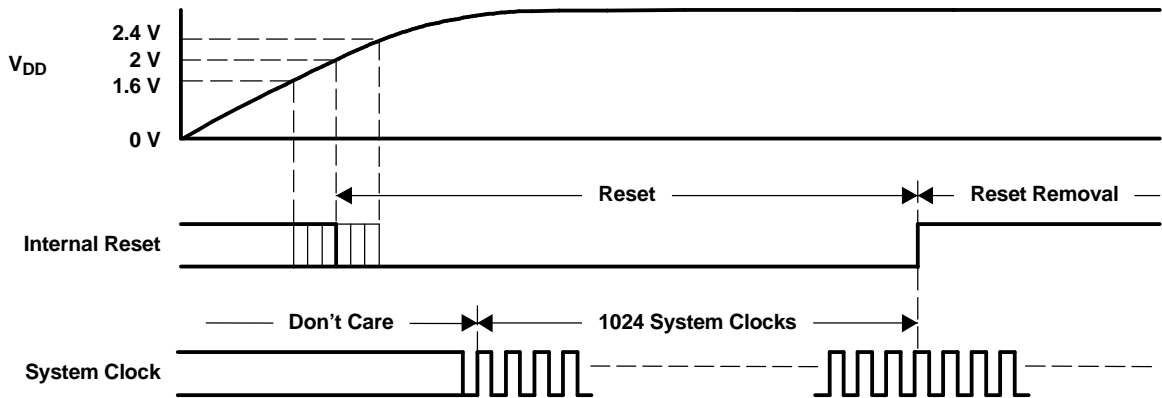 2.4 V
V_DD
2 V
1.6 V
0 V
Reset
Reset Removal
Internal Reset
Don't Care
1024 System Clocks
System Clock